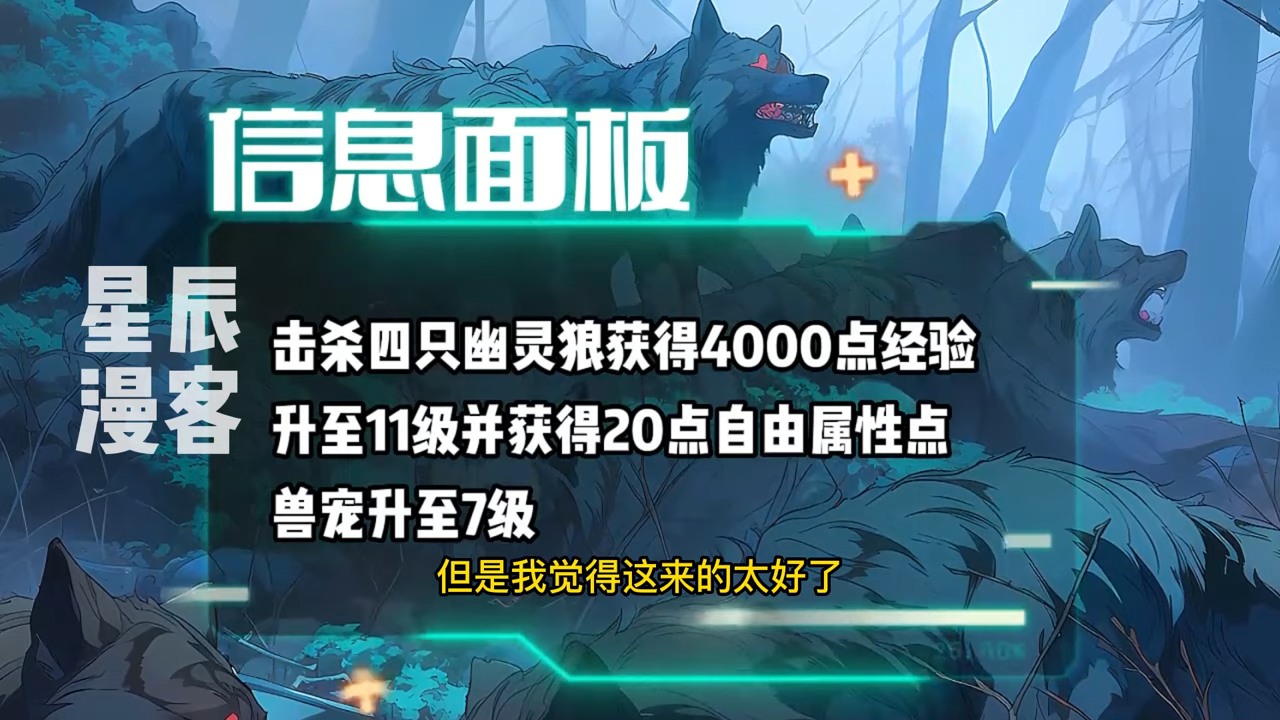 信息面板
星辰
漫客
击杀四只幽灵狼获得4000点经验
升至11级并获得20点自由属性点
兽宠升至7级
但是我觉得这来的太好了